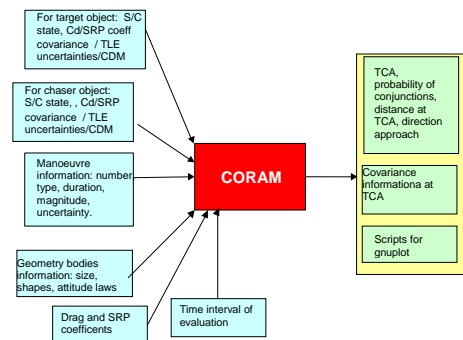 For target object: S/C
state, Cd/SRP coeff
covariance / TLE
uncertainties/CDM
For chaser object:
S/C state, , Cd/SRP
covariance / TLE
uncertainties/CDM
Manoeuvre
information: number,
type, duration,
magnitude,
uncertainty.
Geometry bodies
information: size,
shapes, attitude laws
Drag and SRP
coefficents
Time interval of
evaluation
CORAM
TCA,
probability of
conjunctions,
distance at
TCA, direction
approach
Covariance
informationa at
TCA
Scripts for
gnuplot